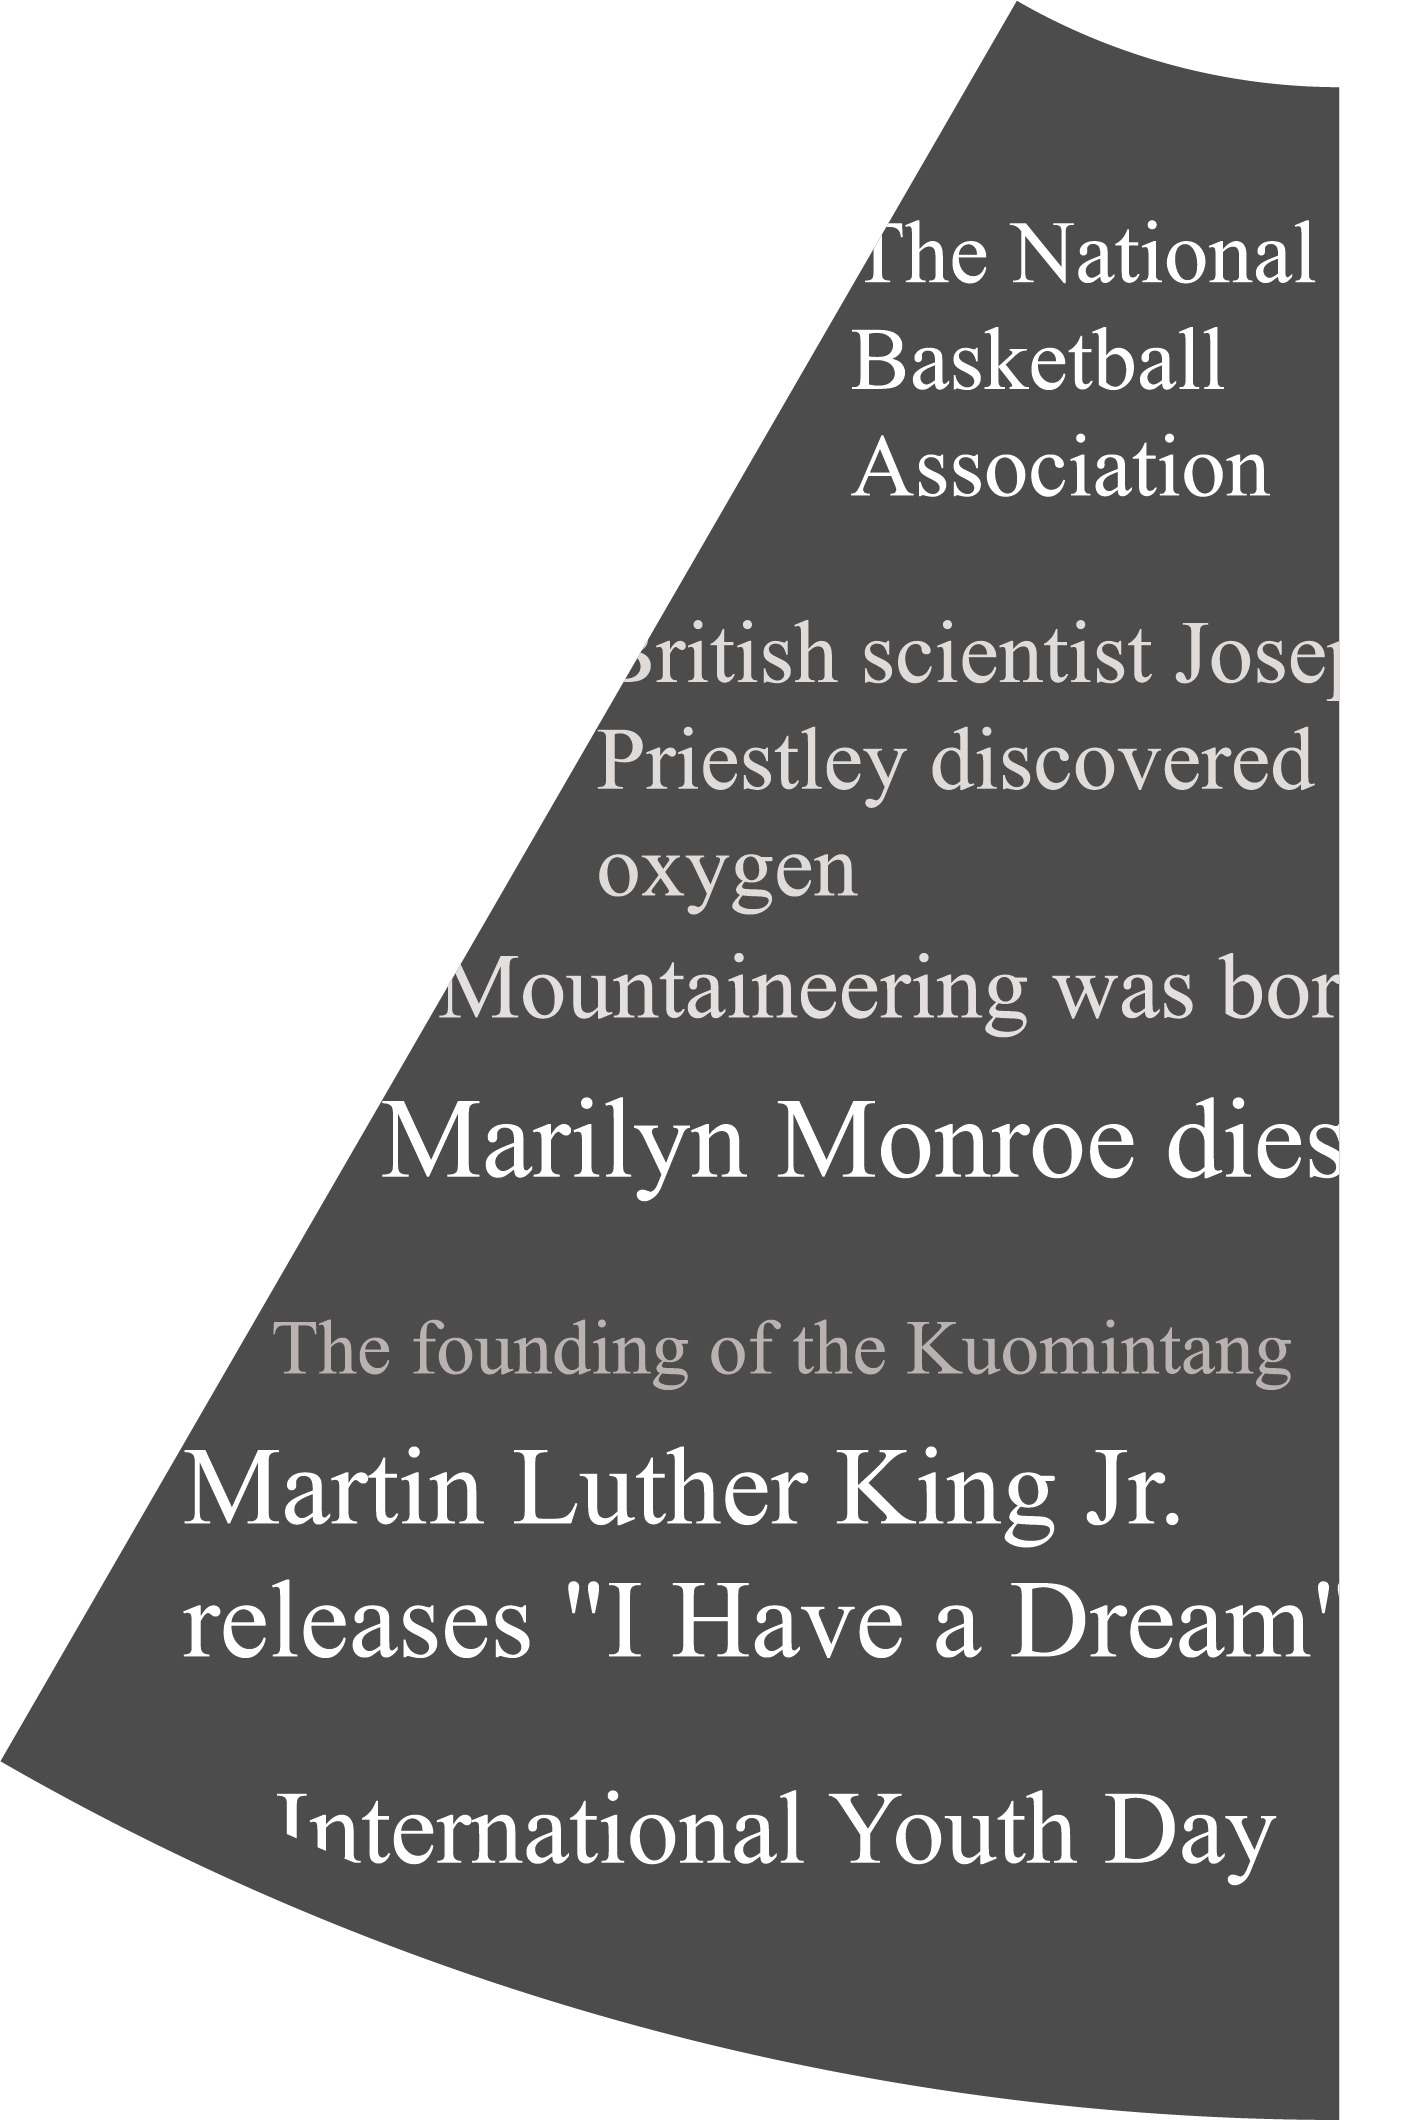 The National
Basketball
Association
British scientist Josep
Priestley discovered
oxygen
Mountaineering was bor
Marilyn Monroe dies
The founding of the Kuomintang
Martin Luther King Jr.
releases "I Have a Dream"
International Youth Day